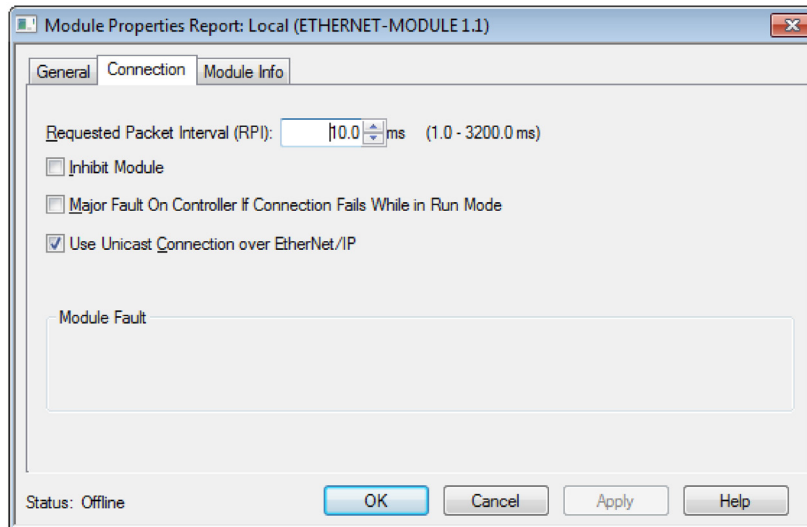 Module Properties Report: Local (ETHERNET-MODULE 1.1)
General Connection Module Info
Requested Packet Interval (RPI): 10.0 ms (1.0 - 3200.0 ms)
Inhibit Module
Major Fault On Controller If Connection Fails While in Run Mode
Use Unicast Connection over EtherNet/IP
Module Fault
Status: Offline OK Cancel Apply Help